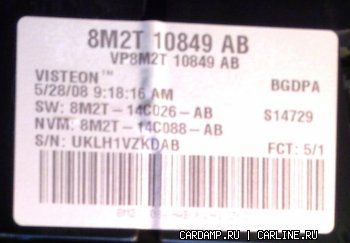 8M2T 10849 AB
VP8M2T 10849 AB
VISTEON™
BGDPA
5/28/08 9:18:16 AM
SW: 8M2T-14C026-AB
S14729
NVM: 8M2T-14C088-AB
S/N: UKLH1VZKDAB
FCT: 5/1
CARDAMP.RU / CARLINE.RU